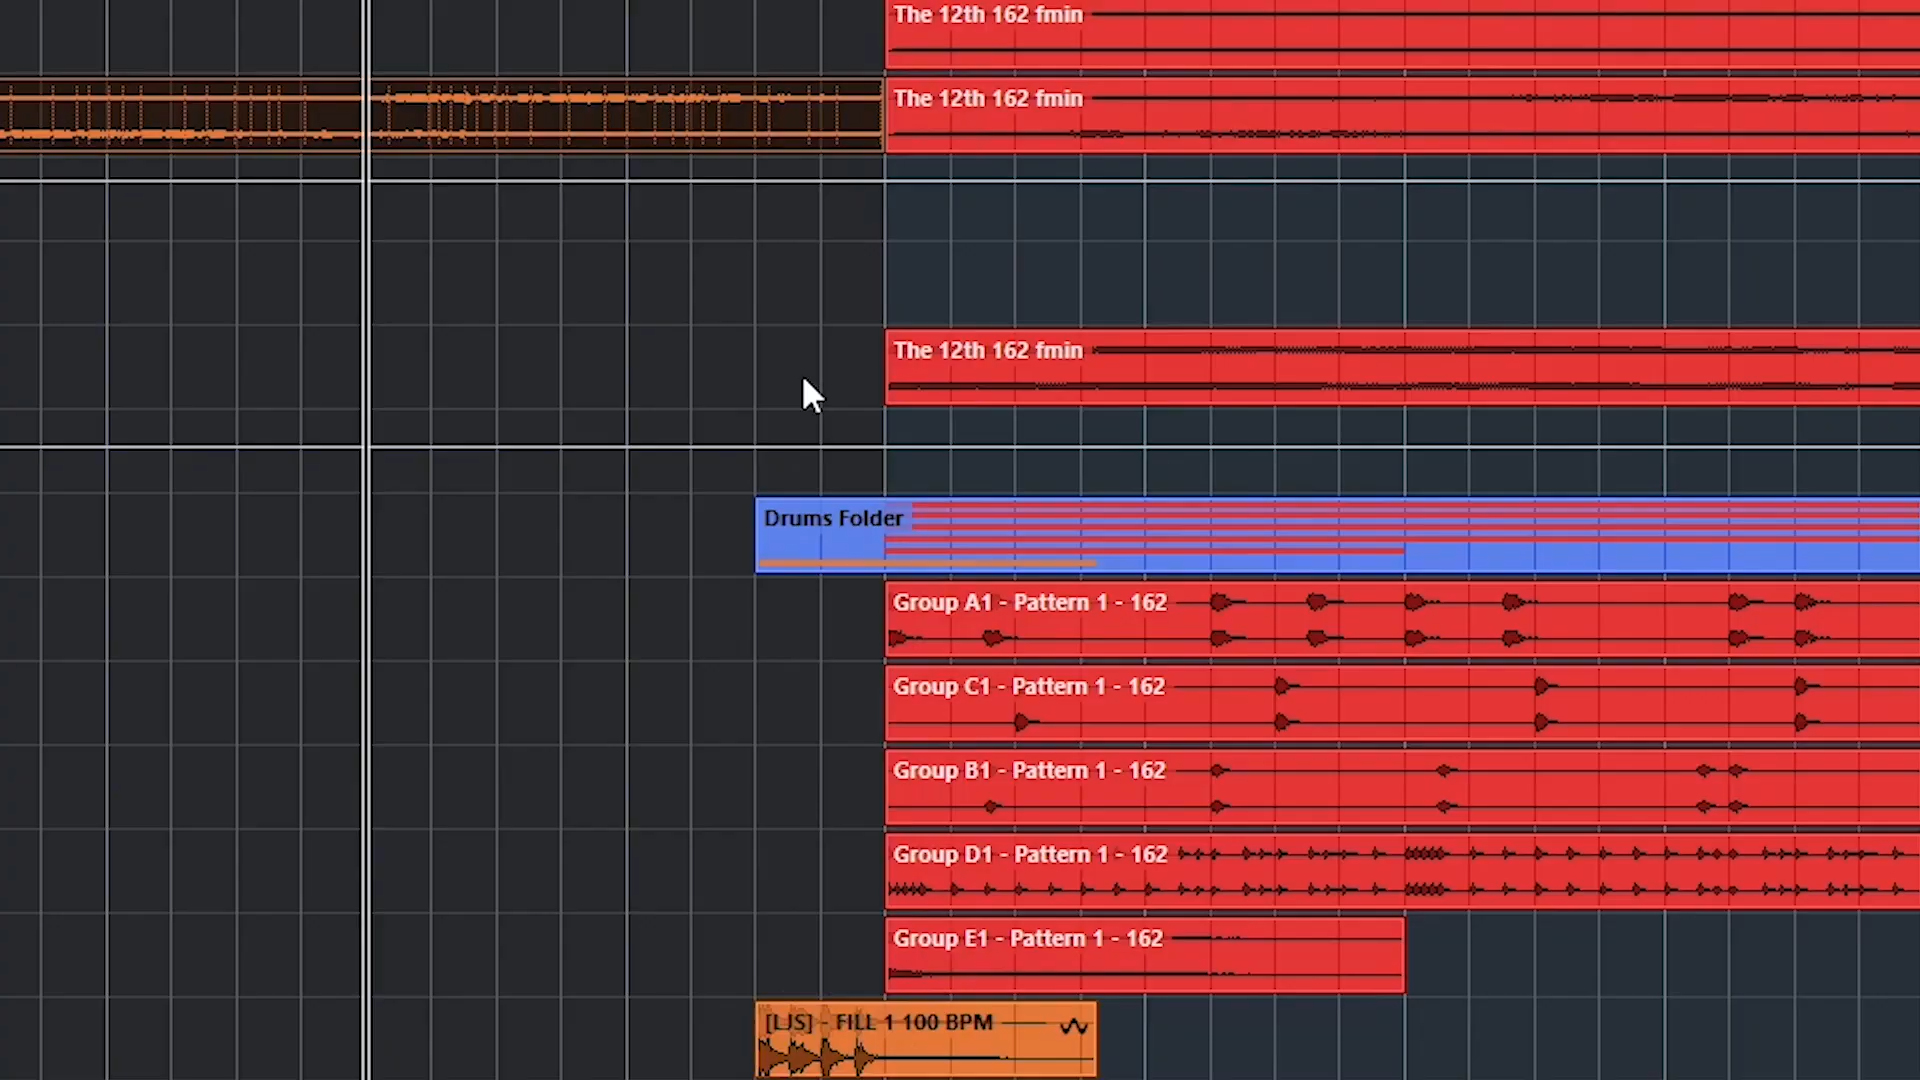 The 12th 162 fmin
The 12th 162 fmin
The 12th 162 fmin
Drums Folder
Group A1 - Pattern 1 - 162
Group C1 - Pattern 1 - 162
Group B1 - Pattern 1 - 162
Group D1 - Pattern 1 - 162
Group E1 - Pattern 1 - 162
[LJS] - FILL 1 100 BPM